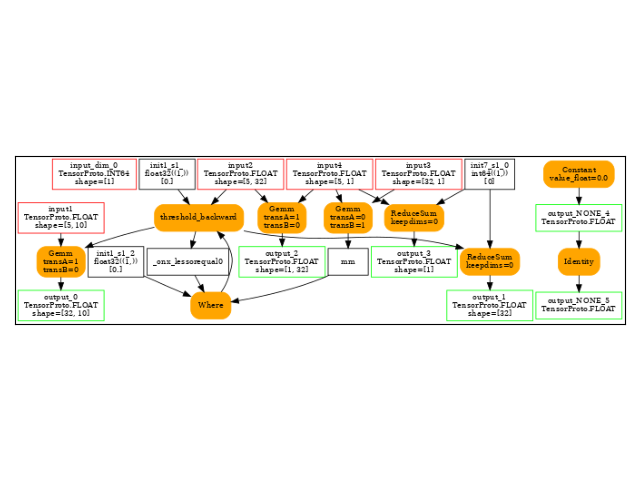 input_dim_0
TensorProto.INT64
shape=[1]
init1_s1_
float32((1,))
[0.]
input2
TensorProto.FLOAT
shape=[5, 32]
input4
TensorProto.FLOAT
shape=[5, 1]
input3
TensorProto.FLOAT
shape=[32, 1]
init7_s1_0
int64((1,))
[0]
Constant
value_float=0.0
input1
TensorProto.FLOAT
shape=[5, 10]
threshold_backward
Gemm
transA=1
transB=0
Gemm
transA=0
transB=1
ReduceSum
keepdims=0
output_NONE_4
TensorProto.FLOAT
Gemm
transA=1
transB=0
init1_s1_2
float32((1,))
[0.]
_onx_lessorequal0
output_2
TensorProto.FLOAT
shape=[1, 32]
mm
output_3
TensorProto.FLOAT
shape=[1]
ReduceSum
keepdims=0
Identity
output_0
TensorProto.FLOAT
shape=[32, 10]
Where
output_1
TensorProto.FLOAT
shape=[32]
output_NONE_5
TensorProto.FLOAT